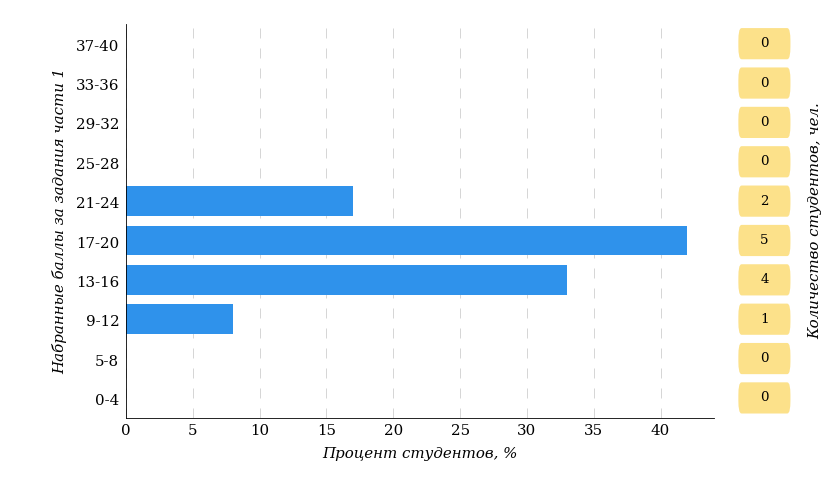 Набранные баллы за задания части 1
37-40 0
33-36 0
29-32 0
25-28 0
21-24 2
17-20 5
13-16 4
9-12 1
5-8 0
0-4 0
0 5 10 15 20 25 30 35 40
Процент студентов, %
Количество студентов, чел.